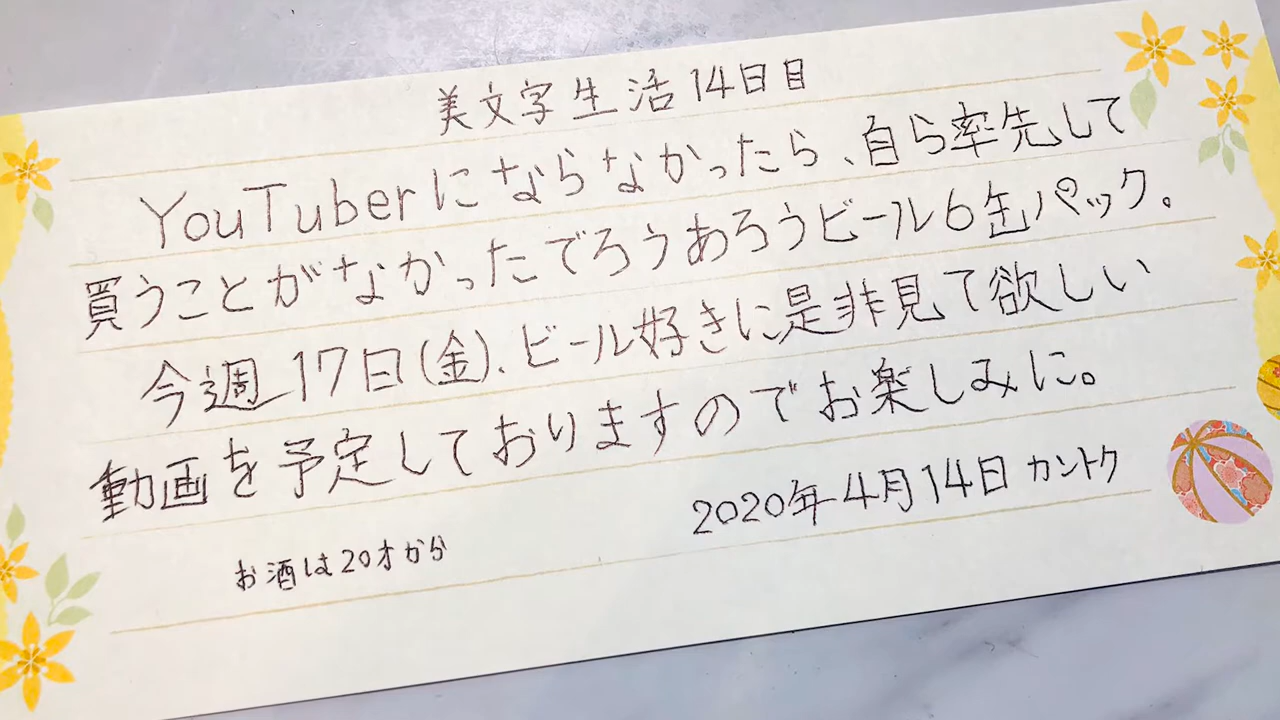 美文字生活14日目
YouTuberにならなかったら、自ら率先して
買うことがなかったでろうあろうビール6缶パック。
今週17日(金)、ビール好きに是非見て欲しい
動画を予定しておりますのでお楽しみに。
2020年4月14日 カントク
お酒は20才から